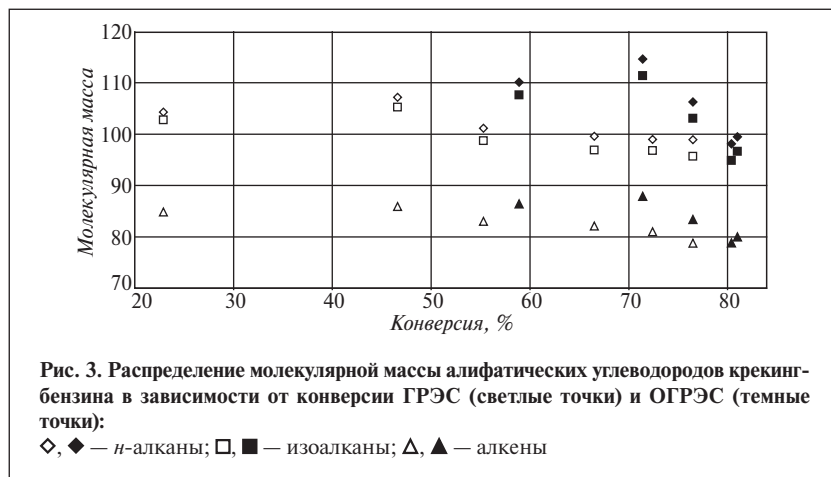 120
110
100
90
80
70
Молекулярная масса
20 30 40 50 60 70 80
Конверсия, %
Рис. 3. Распределение молекулярной массы алифатических углеводородов крекинг-
бензина в зависимости от конверсии ГРЭС (светлые точки) и ОГРЭС (темные
точки):
◇, ◆ — н-алканы; □, ■ — изоалканы; △, ▲ — алкены